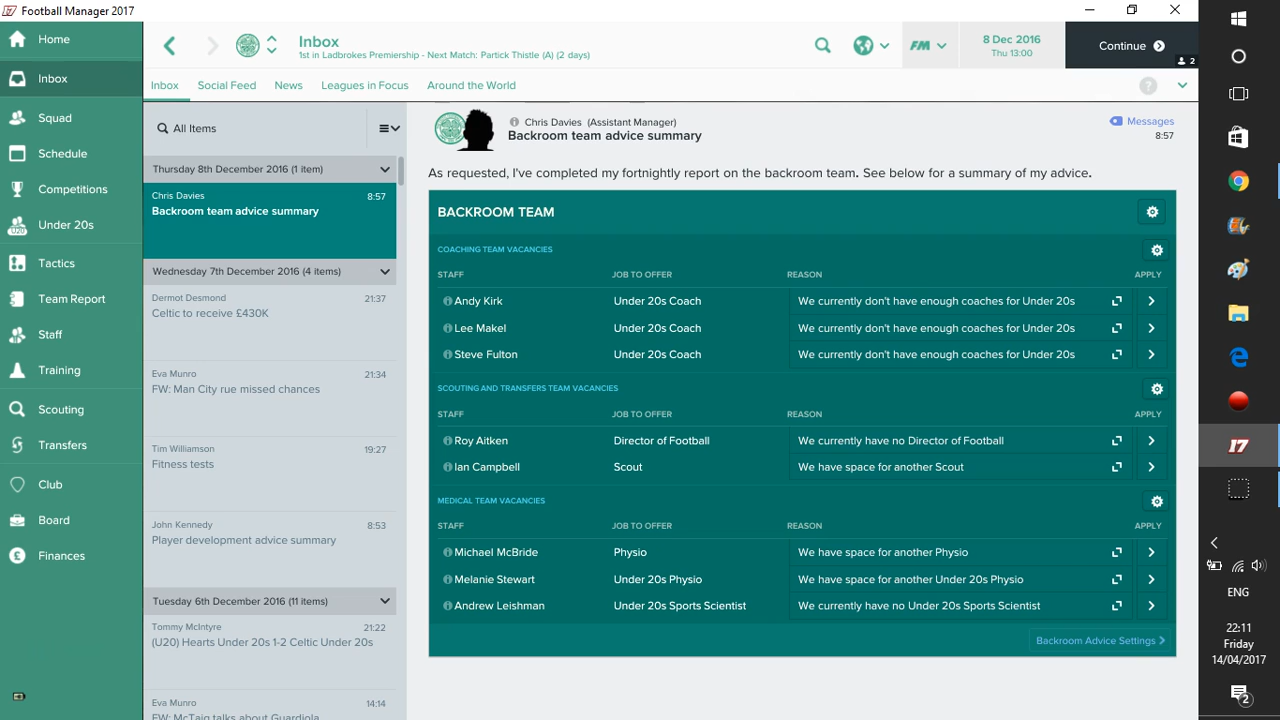 Football Manager 2017
Home
Inbox
Squad
Schedule
Competitions
Under 20s
Tactics
Team Report
Staff
Training
Scouting
Transfers
Club
Board
Finances
Inbox
1st in Ladbrokes Premiership - Next Match: Partick Thistle (A) (2 days)
FM
8 Dec 2016
Thu 13:00
Continue
2
Inbox Social Feed News Leagues in Focus Around the World
?
All Items
Thursday 8th December 2016 (1 item)
Chris Davies 8:57
Backroom team advice summary
Wednesday 7th December 2016 (4 items)
Dermot Desmond 21:37
Celtic to receive £430K
Eva Munro 21:34
FW: Man City rue missed chances
Tim Williamson 19:27
Fitness tests
John Kennedy 8:53
Player development advice summary
Tuesday 6th December 2016 (11 items)
Tommy McIntyre 21:22
(U20) Hearts Under 20s 1-2 Celtic Under 20s
Eva Munro 14:14
FW: McTaig talks about Guardiola
Chris Davies (Assistant Manager)
Backroom team advice summary
Messages
8:57
As requested, I've completed my fortnightly report on the backroom team. See below for a summary of my advice.
BACKROOM TEAM
COACHING TEAM VACANCIES
STAFF JOB TO OFFER REASON APPLY
Andy Kirk Under 20s Coach We currently don't have enough coaches for Under 20s
Lee Makel Under 20s Coach We currently don't have enough coaches for Under 20s
Steve Fulton Under 20s Coach We currently don't have enough coaches for Under 20s
SCOUTING AND TRANSFERS TEAM VACANCIES
STAFF JOB TO OFFER REASON APPLY
Roy Aitken Director of Football We currently have no Director of Football
Ian Campbell Scout We have space for another Scout
MEDICAL TEAM VACANCIES
STAFF JOB TO OFFER REASON APPLY
Michael McBride Physio We have space for another Physio
Melanie Stewart Under 20s Physio We have space for another Under 20s Physio
Andrew Leishman Under 20s Sports Scientist We currently have no Under 20s Sports Scientist
Backroom Advice Settings
17
ENG
22:11
Friday
14/04/2017
2